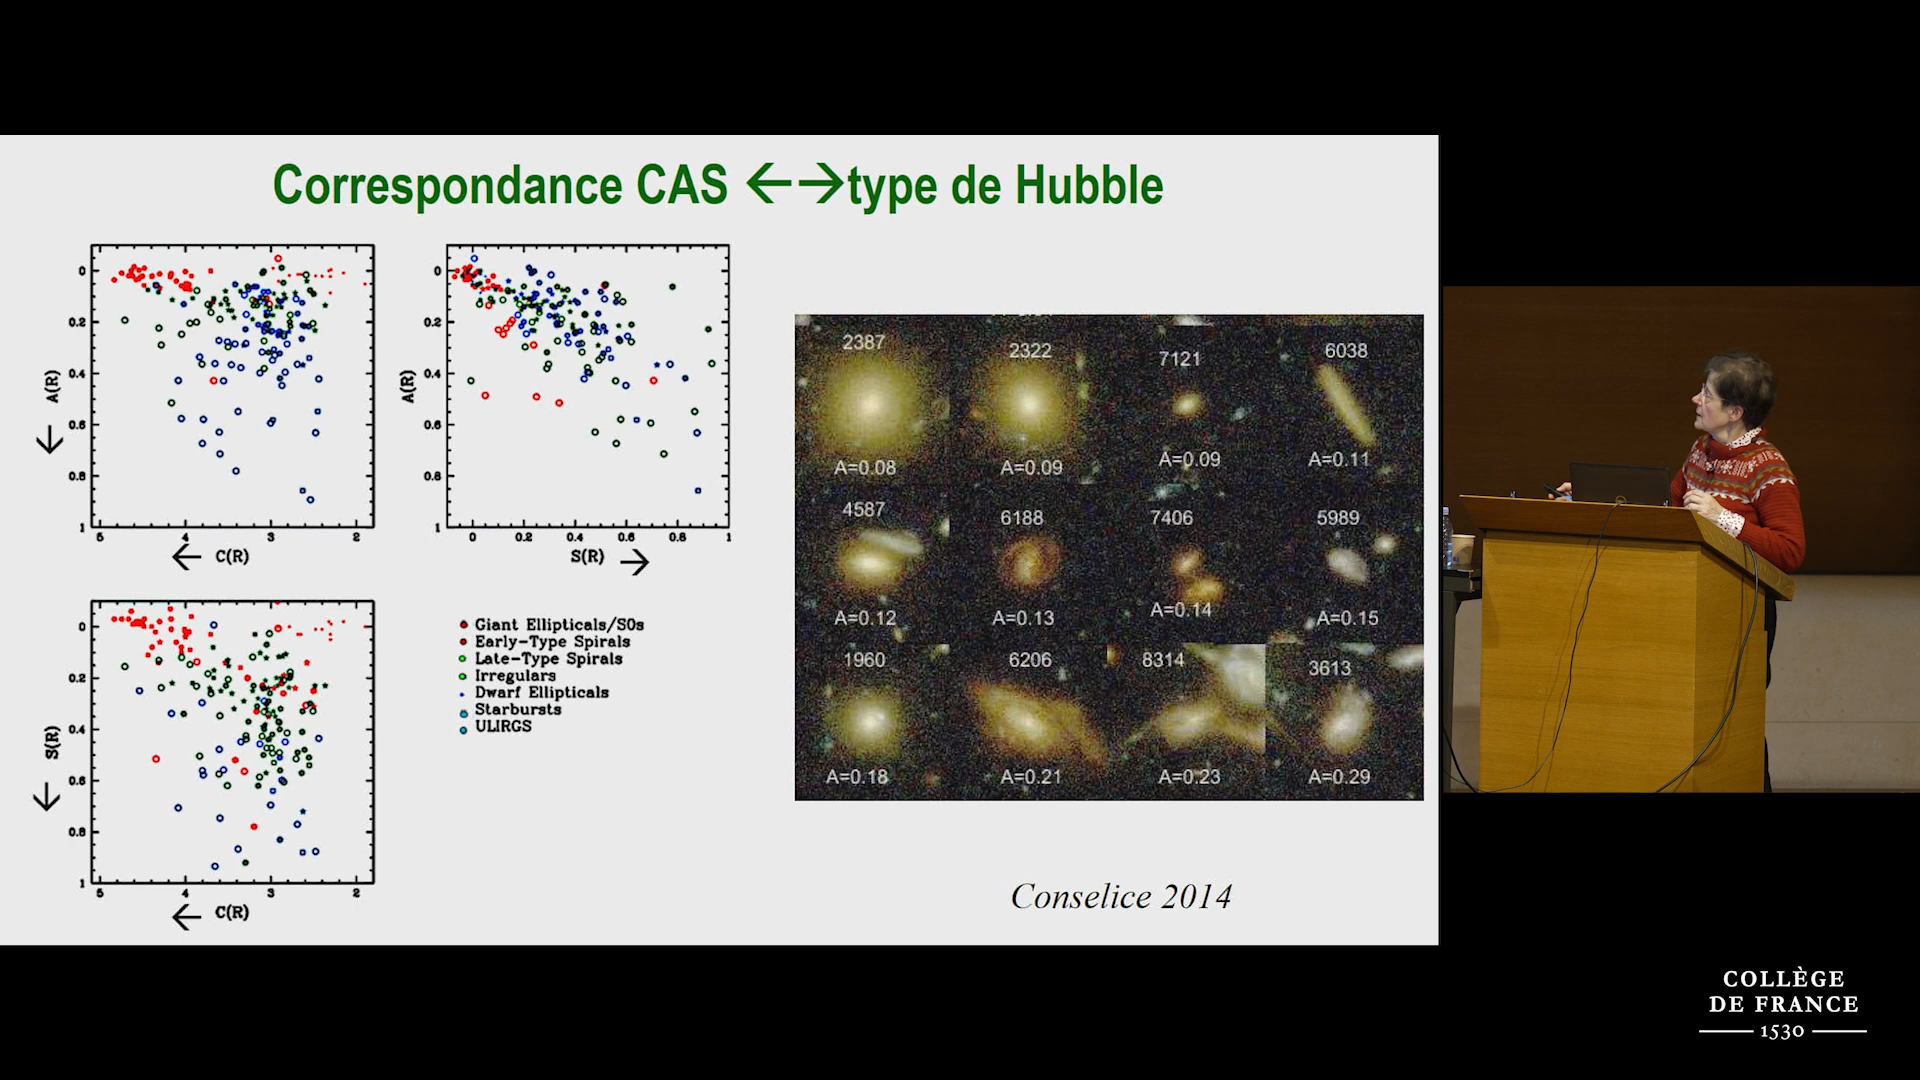 Correspondance CAS ←→type de Hubble
0
0.2
0.4
0.6
0.8
1
A(R)
5
4
3
2
C(R)
0
0.2
0.4
0.6
0.8
1
A(R)
0
0.2
0.4
0.6
0.8
1
S(R)
0
0.2
0.4
0.6
0.8
1
S(R)
5
4
3
2
C(R)
Giant Ellipticals/S0s
Early-Type Spirals
Late-Type Spirals
Irregulars
Dwarf Ellipticals
Starbursts
ULIRGS
2387
2322
7121
6038
A=0.08
A=0.09
A=0.09
A=0.11
4587
6188
7406
5989
A=0.12
A=0.13
A=0.14
A=0.15
1960
6206
8314
3613
A=0.18
A=0.21
A=0.23
A=0.29
Conselice 2014
COLLÈGE
DE FRANCE
1530